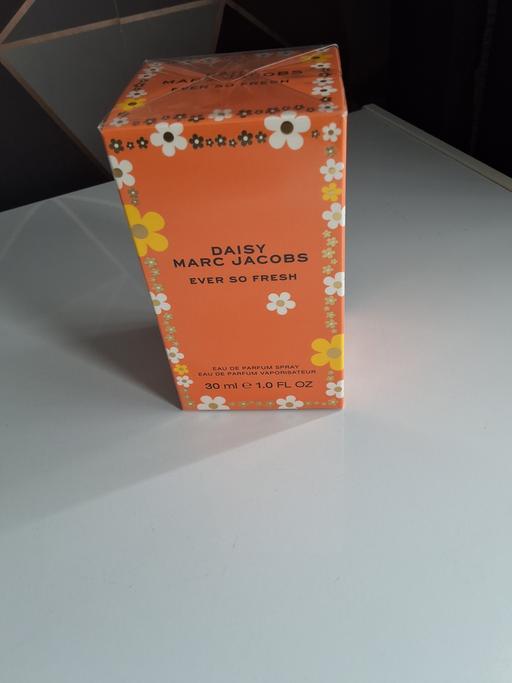 MARC JACOBS
EVER SO FRESH
DAISY
MARC JACOBS
EVER SO FRESH
EAU DE PARFUM SPRAY
EAU DE PARFUM VAPORISATEUR
30 ml ℮ 1.0 FL OZ